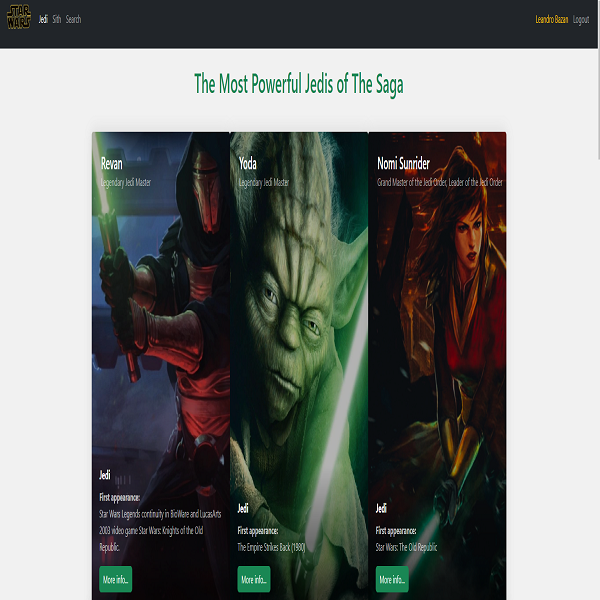 STAR WARS
Jedi Sith Search
Leandro Bazan Logout
The Most Powerful Jedis of The Saga
Revan
Legendary Jedi Master
Jedi
First appearance:
Star Wars Legends continuity in BioWare and LucasArts
2003 video game Star Wars: Knights of the Old
Republic.
More info...
Yoda
Legendary Jedi Master
Jedi
First appearance:
The Empire Strikes Back (1980)
More info...
Nomi Sunrider
Grand Master of the Jedi Order, Leader of the Jedi Order
Jedi
First appearance:
Star Wars: The Old Republic
More info...